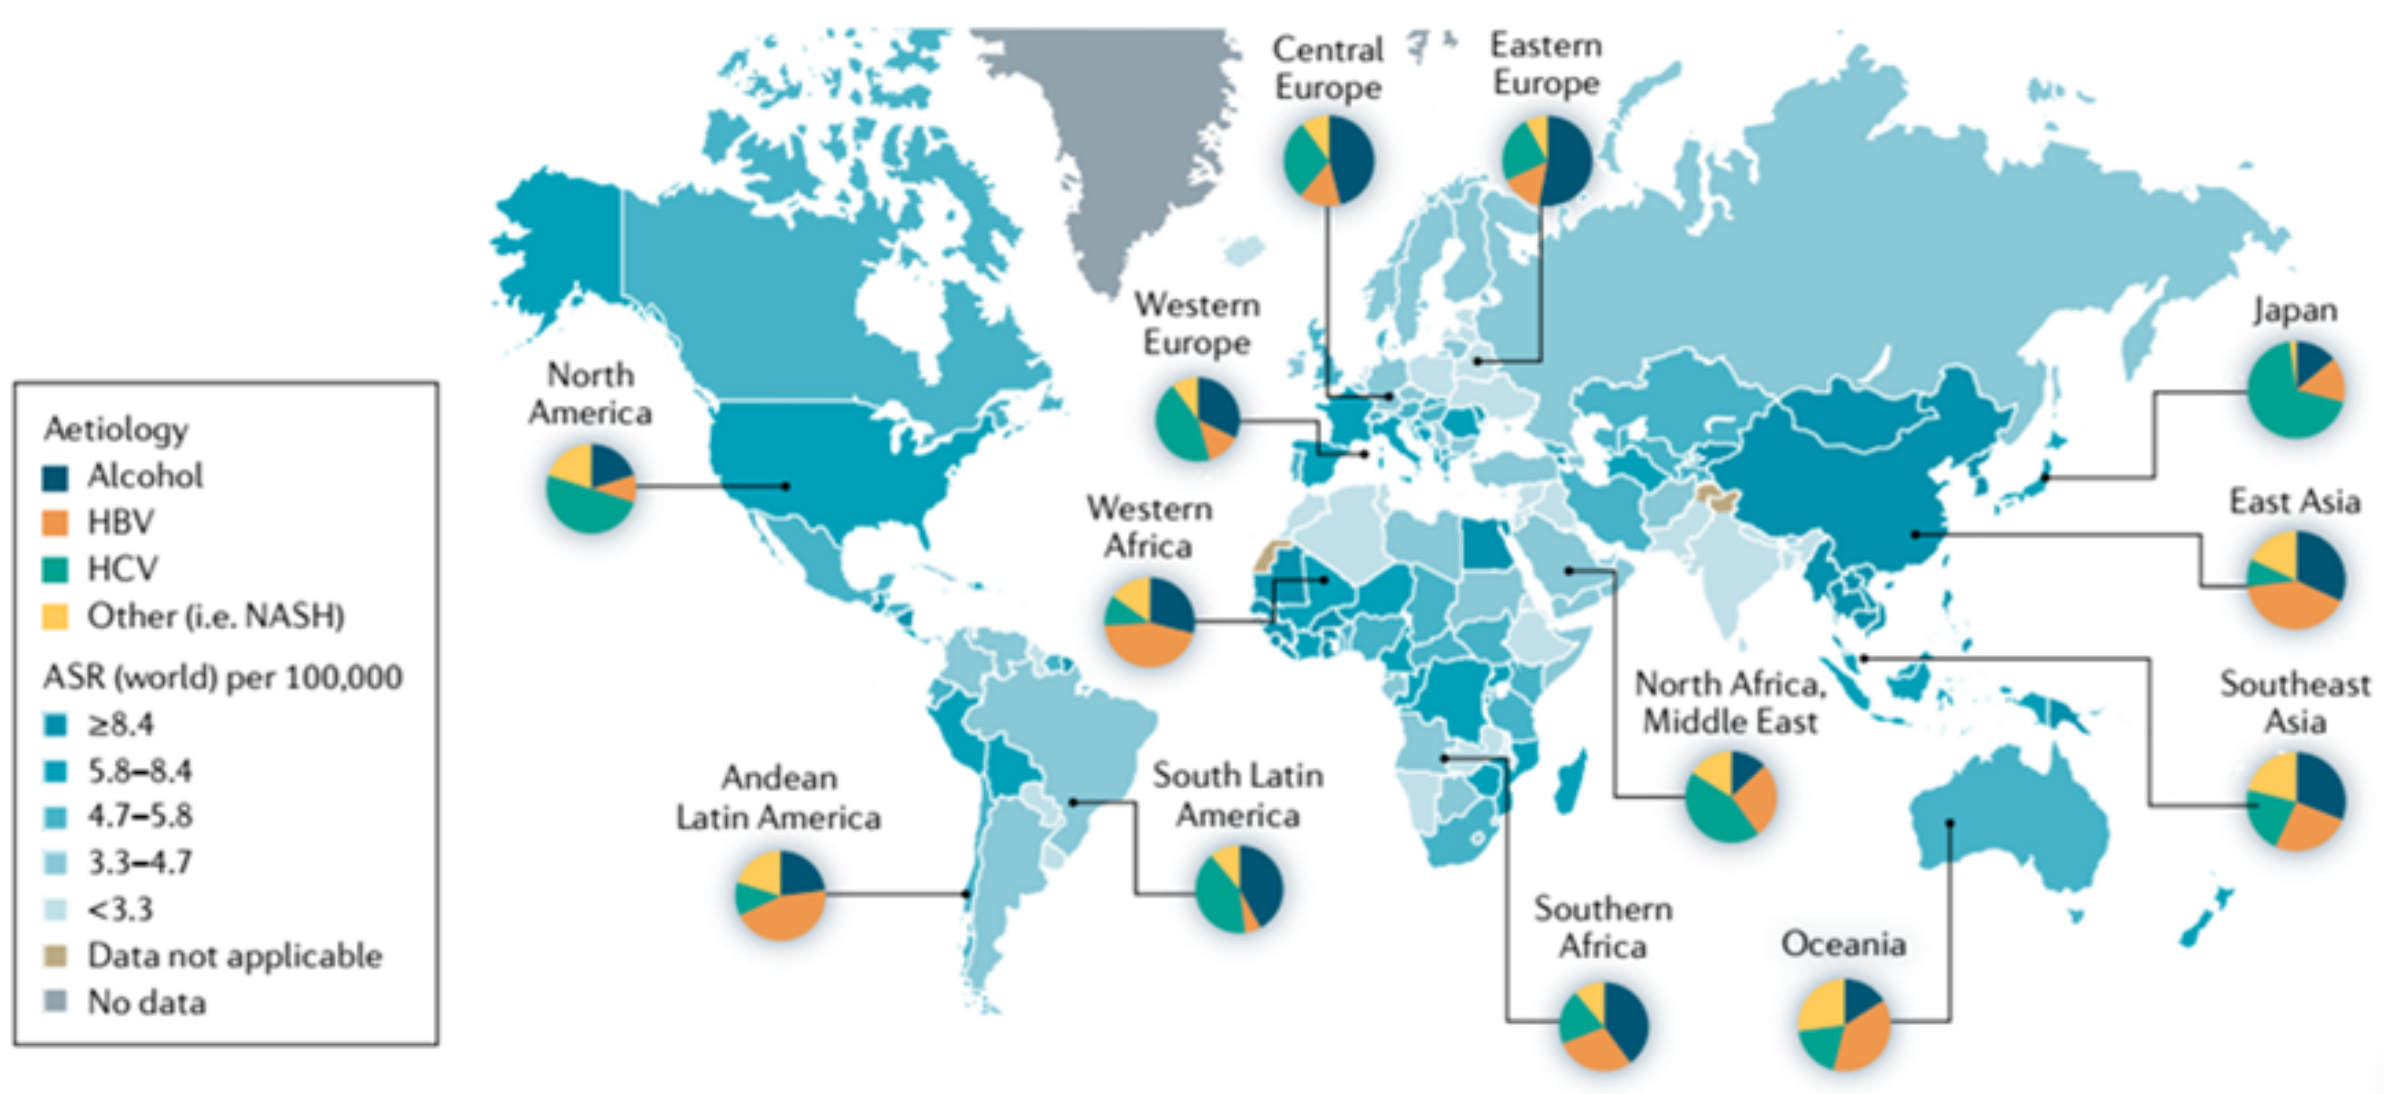 Central
Europe
Eastern
Europe
Western
Europe
Japan
North
America
Aetiology
Alcohol
HBV
HCV
Other (i.e. NASH)
ASR (world) per 100,000
≥8.4
5.8–8.4
4.7–5.8
3.3–4.7
<3.3
Data not applicable
No data
Western
Africa
East Asia
North Africa,
Middle East
Southeast
Asia
Andean
Latin America
South Latin
America
Southern
Africa
Oceania